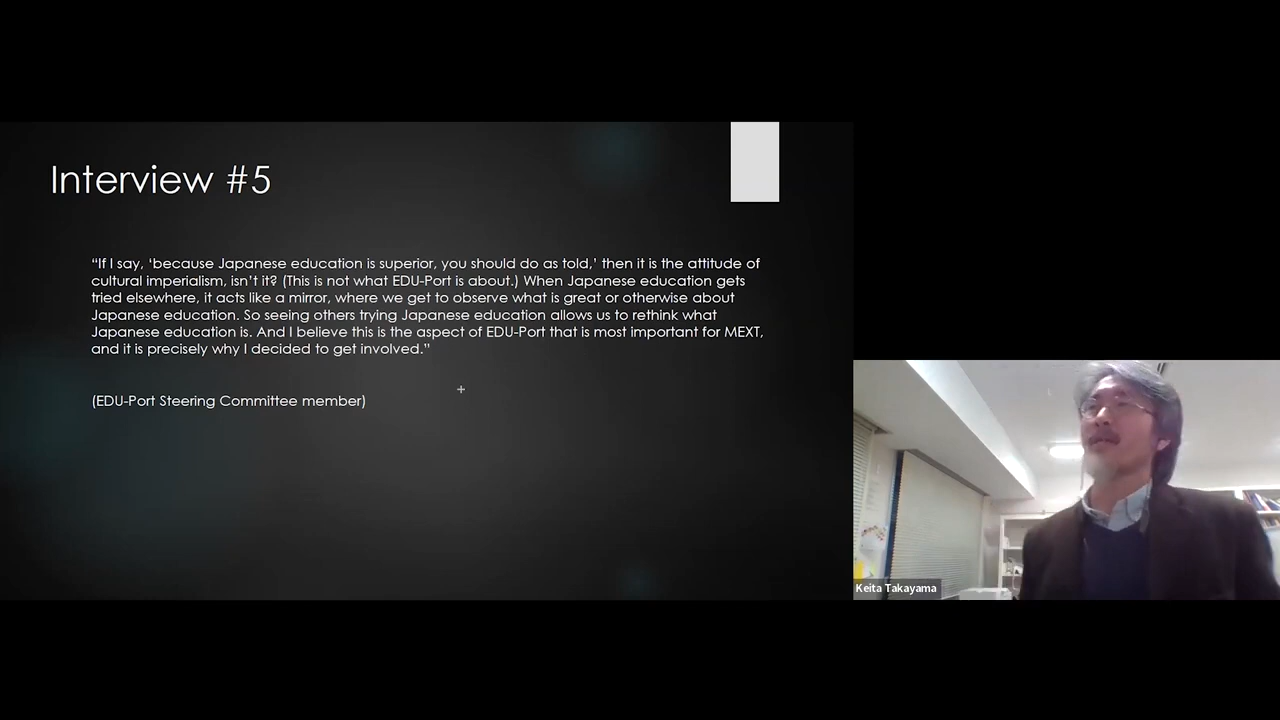 Interview #5
“If I say, ‘because Japanese education is superior, you should do as told,’ then it is the attitude of
cultural imperialism, isn’t it? (This is not what EDU-Port is about.) When Japanese education gets
tried elsewhere, it acts like a mirror, where we get to observe what is great or otherwise about
Japanese education. So seeing others trying Japanese education allows us to rethink what
Japanese education is. And I believe this is the aspect of EDU-Port that is most important for MEXT,
and it is precisely why I decided to get involved.”
(EDU-Port Steering Committee member)
Keita Takayama